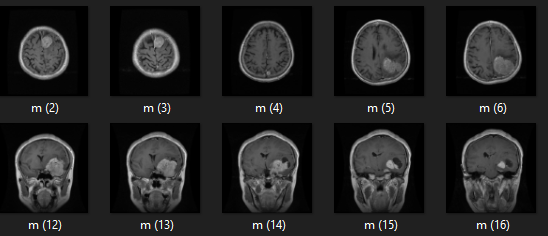 m (2) m (3) m (4) m (5) m (6)
m (12) m (13) m (14) m (15) m (16)